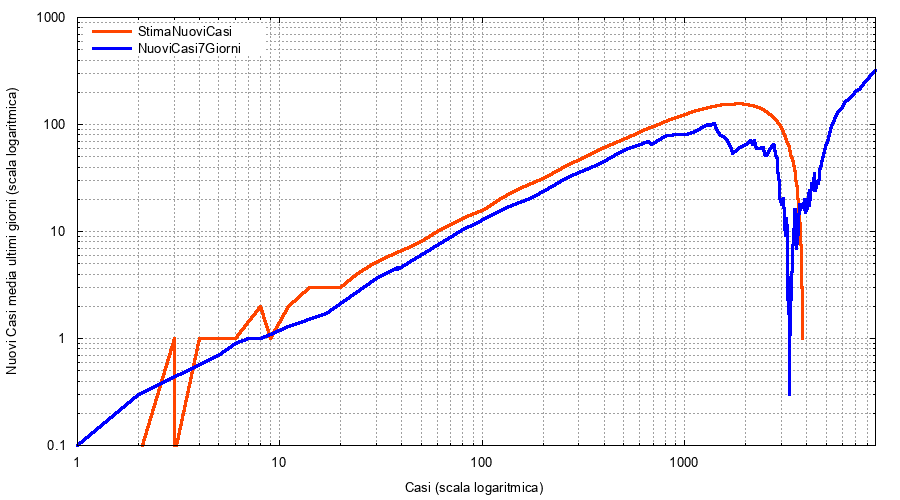 1000
100
10
1
0.1
1
10
100
1000
StimaNuoviCasi
NuoviCasi7Giorni
Nuovi Casi media ultimi giorni (scala logaritmica)
Casi (scala logaritmica)